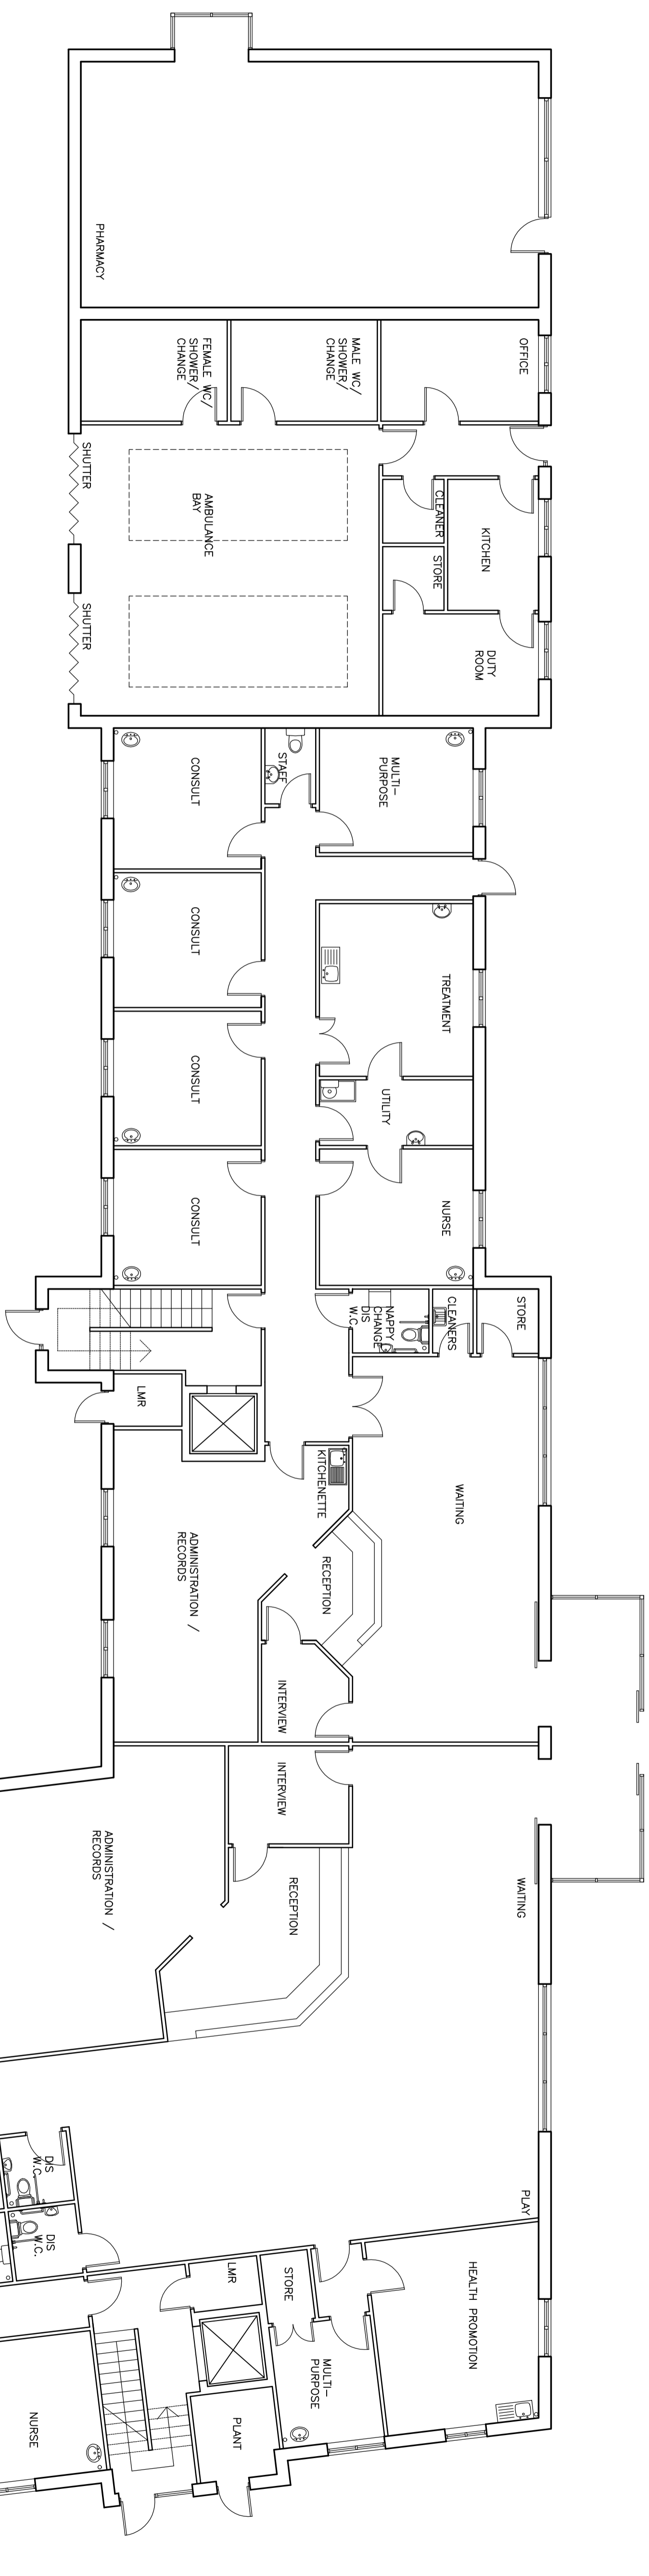 PHARMACY
FEMALE WC/
SHOWER/
CHANGE
MALE WC/
SHOWER/
CHANGE
OFFICE
SHUTTER
AMBULANCE
BAY
CLEANER
KITCHEN
STORE
SHUTTER
DUTY
ROOM
CONSULT
STAFF
MULTI-
PURPOSE
CONSULT
TREATMENT
CONSULT
UTILITY
CONSULT
NURSE
NAPPY
CHANGE
DIS
W.C
CLEANERS
STORE
LMR
KITCHENETTE
WAITING
ADMINISTRATION /
RECORDS
RECEPTION
INTERVIEW
INTERVIEW
ADMINISTRATION /
RECORDS
RECEPTION
WAITING
DIS
W.C.
PLAY
DIS
W.C.
LMR
STORE
HEALTH PROMOTION
MULTI-
PURPOSE
NURSE
PLANT